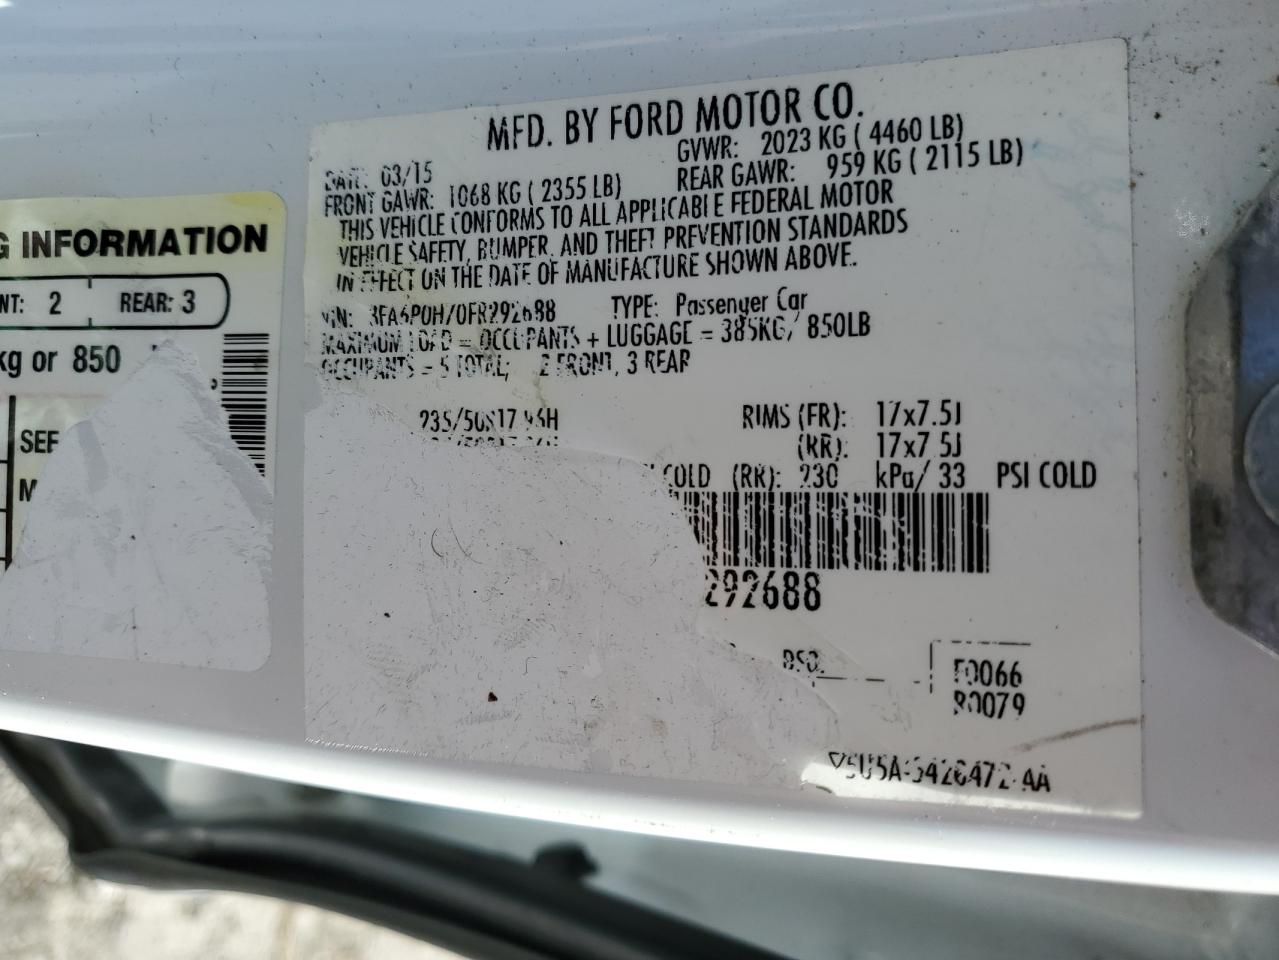 MFD. BY FORD MOTOR CO.
DATE: 03/15
GVWR: 2023 KG ( 4460 LB)
FRONT GAWR: 1068 KG ( 2355 LB)
REAR GAWR: 959 KG ( 2115 LB)
THIS VEHICLE CONFORMS TO ALL APPLICABLE FEDERAL MOTOR
VEHICLE SAFETY, BUMPER, AND THEFT PREVENTION STANDARDS
IN EFFECT ON THE DATE OF MANUFACTURE SHOWN ABOVE.
VIN: 3FA6P0H70FR292688 TYPE: Passenger Car
MAXIMUM LOAD = OCCUPANTS + LUGGAGE = 385KG/ 850LB
OCCUPANTS = 5 TOTAL; 2 FRONT, 3 REAR
235/50R17 96H RIMS (FR): 17x7.5J
(RR): 17x7.5J
COLD (RR): 230 kPa/ 33 PSI COLD
292688
F0066
R0079
G INFORMATION
NT: 2 REAR: 3
kg or 850
SEE